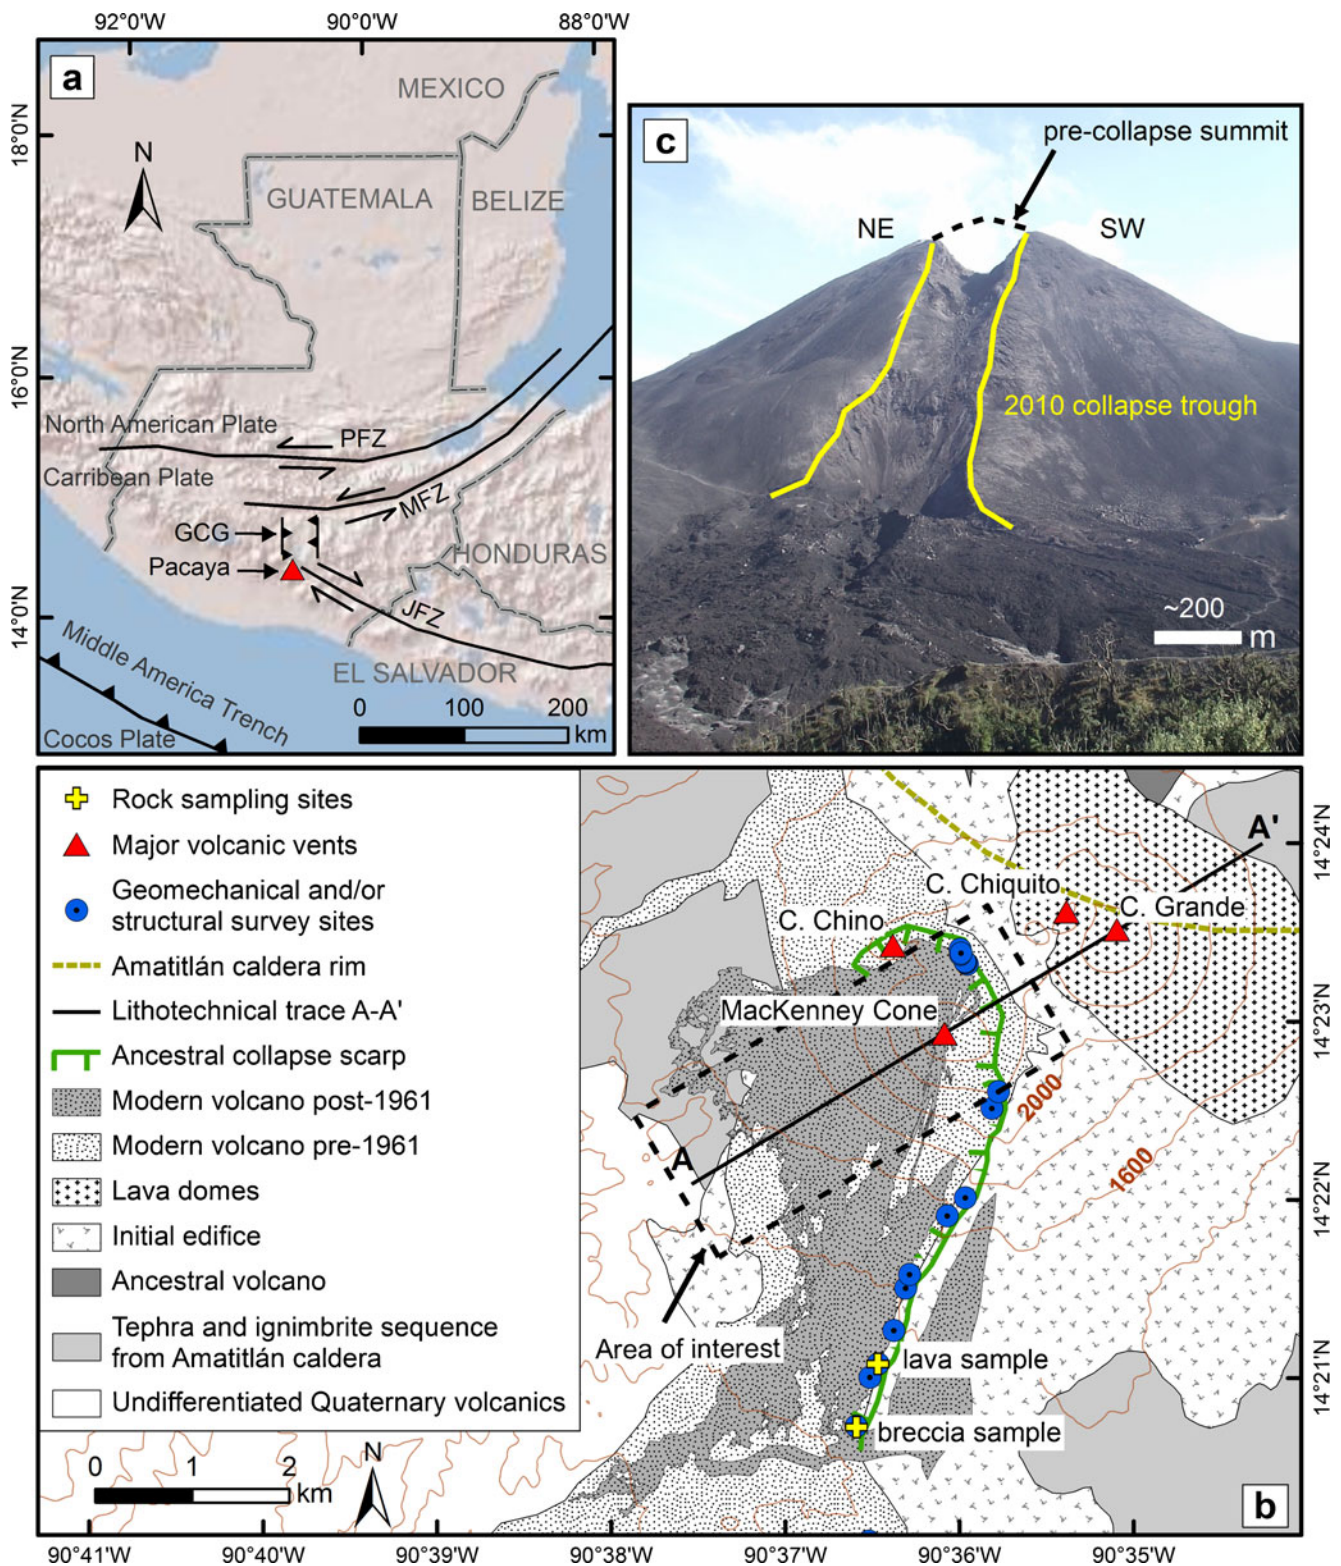 92°0'W 90°0'W 88°0'W
a
18°0'N
16°0'N
14°0'N
N
MEXICO
GUATEMALA
BELIZE
North American Plate
PFZ
Carribean Plate
MFZ
GCG
HONDURAS
Pacaya
JFZ
Middle America Trench
EL SALVADOR
Cocos Plate
0 100 200
km
c
pre-collapse summit
NE
SW
2010 collapse trough
~200
m
Rock sampling sites
Major volcanic vents
Geomechanical and/or
structural survey sites
Amatitlán caldera rim
Lithotechnical trace A-A'
Ancestral collapse scarp
Modern volcano post-1961
Modern volcano pre-1961
Lava domes
Initial edifice
Ancestral volcano
Tephra and ignimbrite sequence
from Amatitlán caldera
Undifferentiated Quaternary volcanics
0 1 2
km
N
A'
C. Chiquito
C. Grande
C. Chino
MacKenney Cone
2000
1600
A
Area of interest
lava sample
breccia sample
b
14°24'N
14°23'N
14°22'N
14°21'N
90°41'W 90°40'W 90°39'W 90°38'W 90°37'W 90°36'W 90°35'W